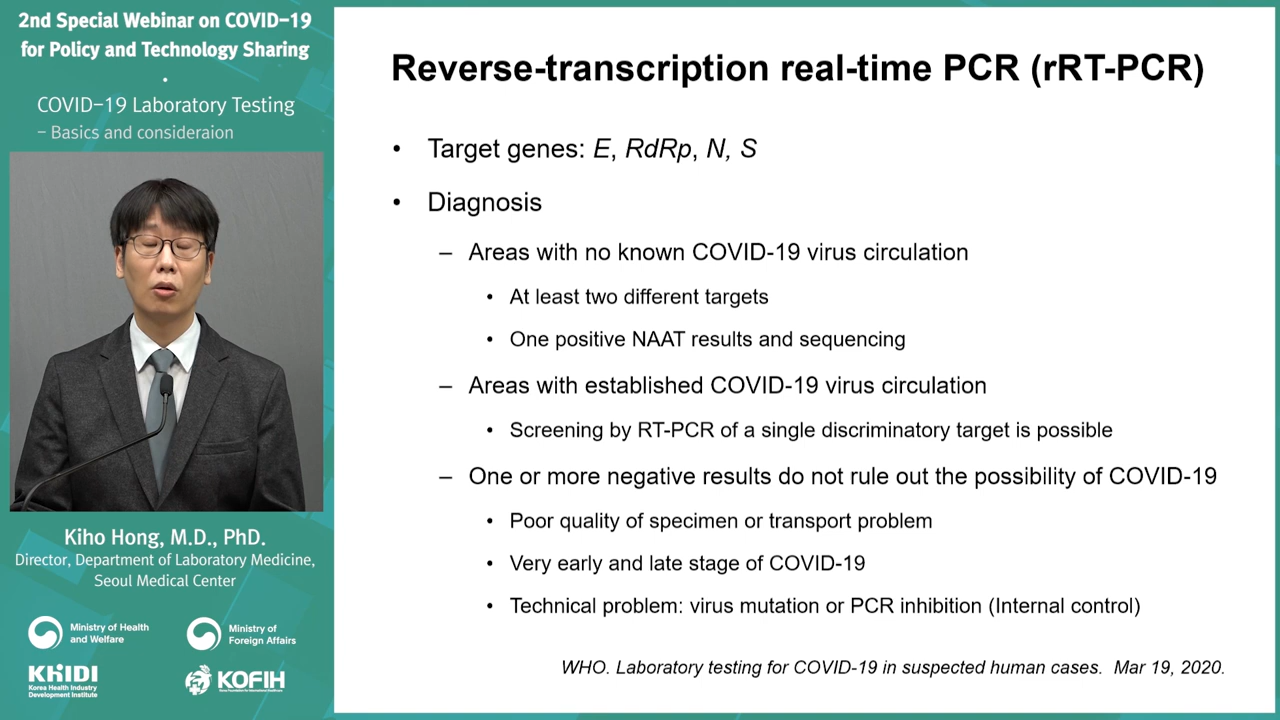 2nd Special Webinar on COVID-19
for Policy and Technology Sharing
COVID-19 Laboratory Testing
- Basics and consideraion
Kiho Hong, M.D., PhD.
Director, Department of Laboratory Medicine,
Seoul Medical Center
Ministry of Health
and Welfare
Ministry of
Foreign Affairs
KHIDI
Korea Health Industry
Development Institute
KOFIH
Korea Foundation for International Healthcare
Reverse-transcription real-time PCR (rRT-PCR)
• Target genes: E, RdRp, N, S
• Diagnosis
– Areas with no known COVID-19 virus circulation
• At least two different targets
• One positive NAAT results and sequencing
– Areas with established COVID-19 virus circulation
• Screening by RT-PCR of a single discriminatory target is possible
– One or more negative results do not rule out the possibility of COVID-19
• Poor quality of specimen or transport problem
• Very early and late stage of COVID-19
• Technical problem: virus mutation or PCR inhibition (Internal control)
WHO. Laboratory testing for COVID-19 in suspected human cases. Mar 19, 2020.